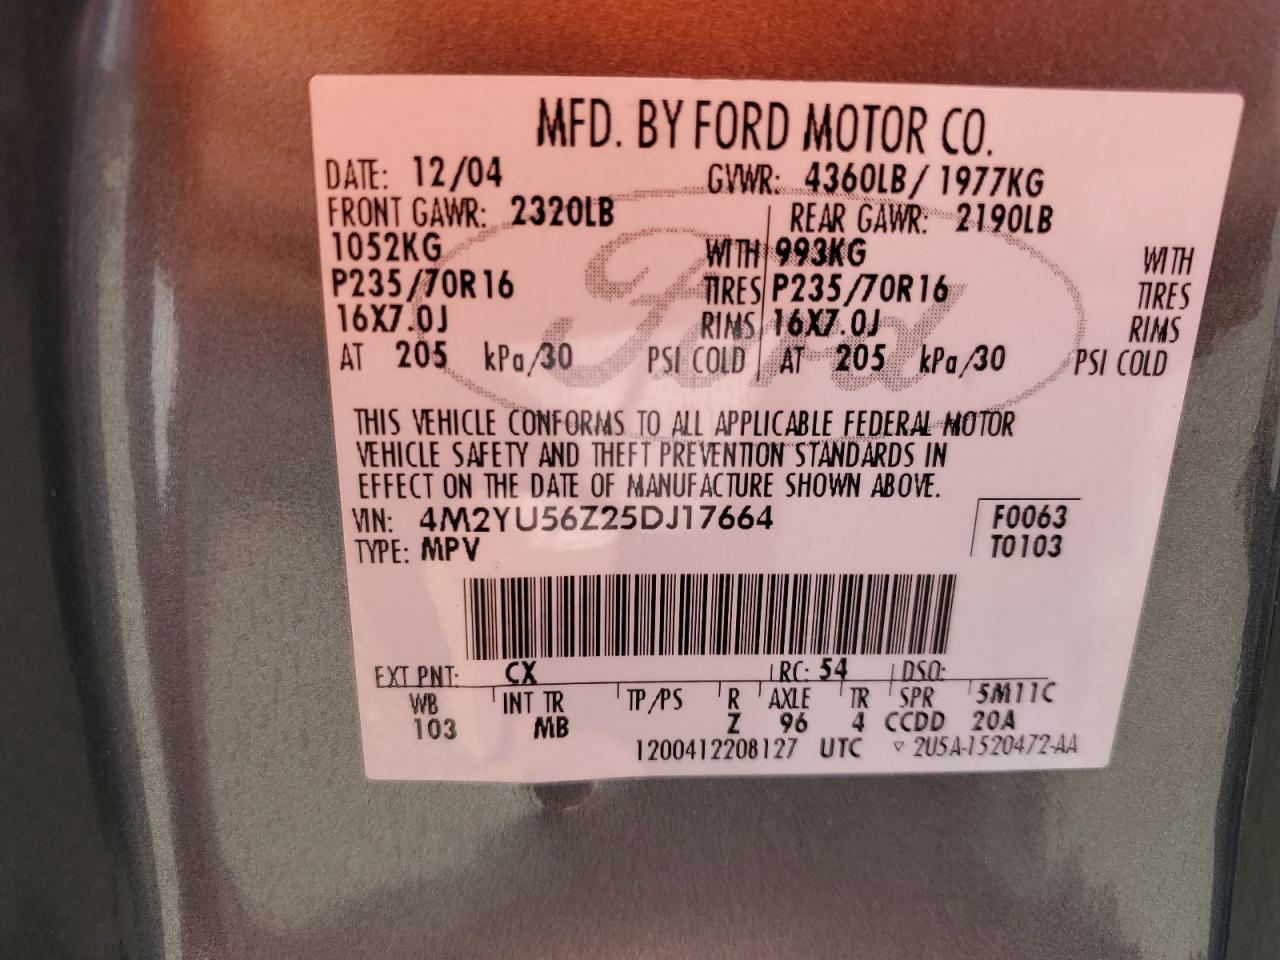 MFD. BY FORD MOTOR CO.
DATE: 12/04 GVWR: 4360LB/ 1977KG
FRONT GAWR: 2320LB REAR GAWR: 2190LB
1052KG WITH 993KG WITH
P235/70R16 TIRES P235/70R16 TIRES
16X7.0J RIMS 16X7.0J RIMS
AT 205 kPa/30 PSI COLD AT 205 kPa/30 PSI COLD
Ford
THIS VEHICLE CONFORMS TO ALL APPLICABLE FEDERAL MOTOR
VEHICLE SAFETY AND THEFT PREVENTION STANDARDS IN
EFFECT ON THE DATE OF MANUFACTURE SHOWN ABOVE.
VIN: 4M2YU56Z25DJ17664 F0063
TYPE: MPV T0103
EXT PNT: CX RC: 54 DSO:
WB INT TR TP/PS R AXLE TR SPR 5M11C
103 MB Z 96 4 CCDD 20A
1200412208127 UTC ▽ 2U5A-1520472-AA